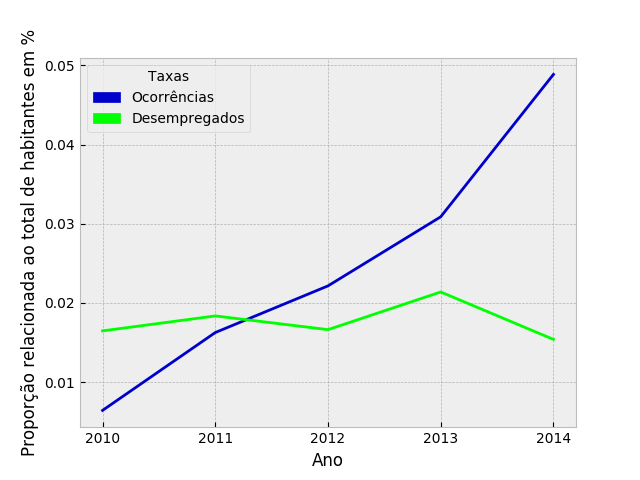 Proporção relacionada ao total de habitantes em %
0.05
0.04
0.03
0.02
0.01
Taxas
Ocorrências
Desempregados
2010 2011 2012 2013 2014
Ano